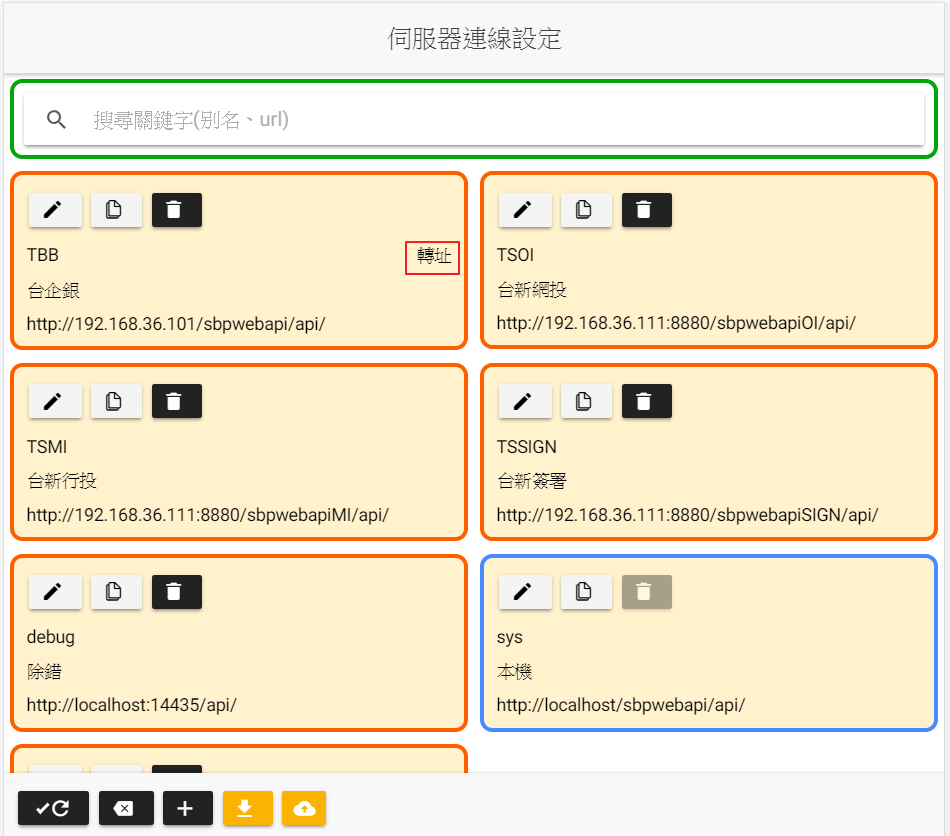 伺服器連線設定
搜尋關鍵字(別名、url)
TBB
轉址
台企銀
http://192.168.36.101/sbpwebapi/api/
TSOI
台新網投
http://192.168.36.111:8880/sbpwebapiOI/api/
TSMI
台新行投
http://192.168.36.111:8880/sbpwebapiMI/api/
TSSIGN
台新簽署
http://192.168.36.111:8880/sbpwebapiSIGN/api/
debug
除錯
http://localhost:14435/api/
sys
本機
http://localhost/sbpwebapi/api/